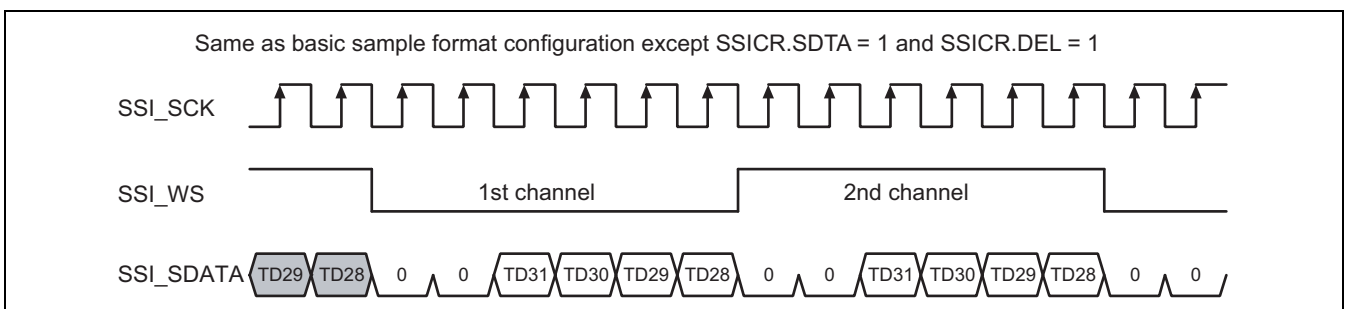 Same as basic sample format configuration except SSICR.SDTA = 1 and SSICR.DEL = 1
SSI_SCK
SSI_WS 1st channel 2nd channel
SSI_SDATA TD29 TD28 0 0 TD31 TD30 TD29 TD28 0 0 TD31 TD30 TD29 TD28 0 0